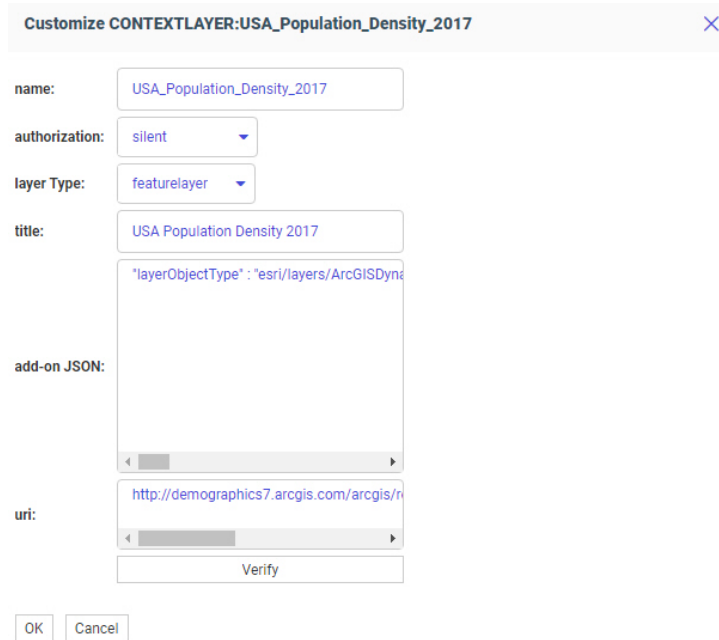 Customize CONTEXTLAYER:USA_Population_Density_2017
name: USA_Population_Density_2017
authorization: silent
layer Type: featurelayer
title: USA Population Density 2017
"layerObjectType" : "esri/layers/ArcGISDyna
add-on JSON:
http://demographics7.arcgis.com/arcgis/r
uri:
Verify
OK Cancel